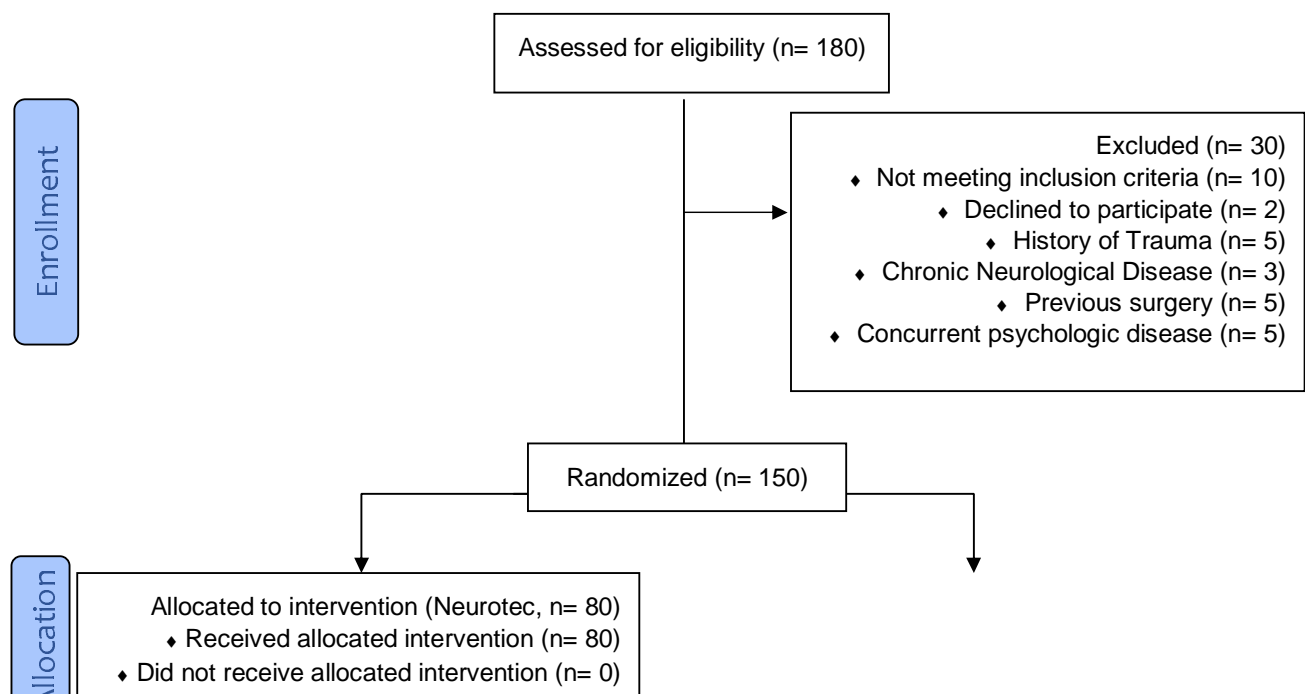 Assessed for eligibility (n= 180)
Enrollment
Excluded (n= 30)
♦ Not meeting inclusion criteria (n= 10)
♦ Declined to participate (n= 2)
♦ History of Trauma (n= 5)
♦ Chronic Neurological Disease (n= 3)
♦ Previous surgery (n= 5)
♦ Concurrent psychologic disease (n= 5)
Randomized (n= 150)
Allocation
Allocated to intervention (Neurotec, n= 80)
♦ Received allocated intervention (n= 80)
♦ Did not receive allocated intervention (n= 0)